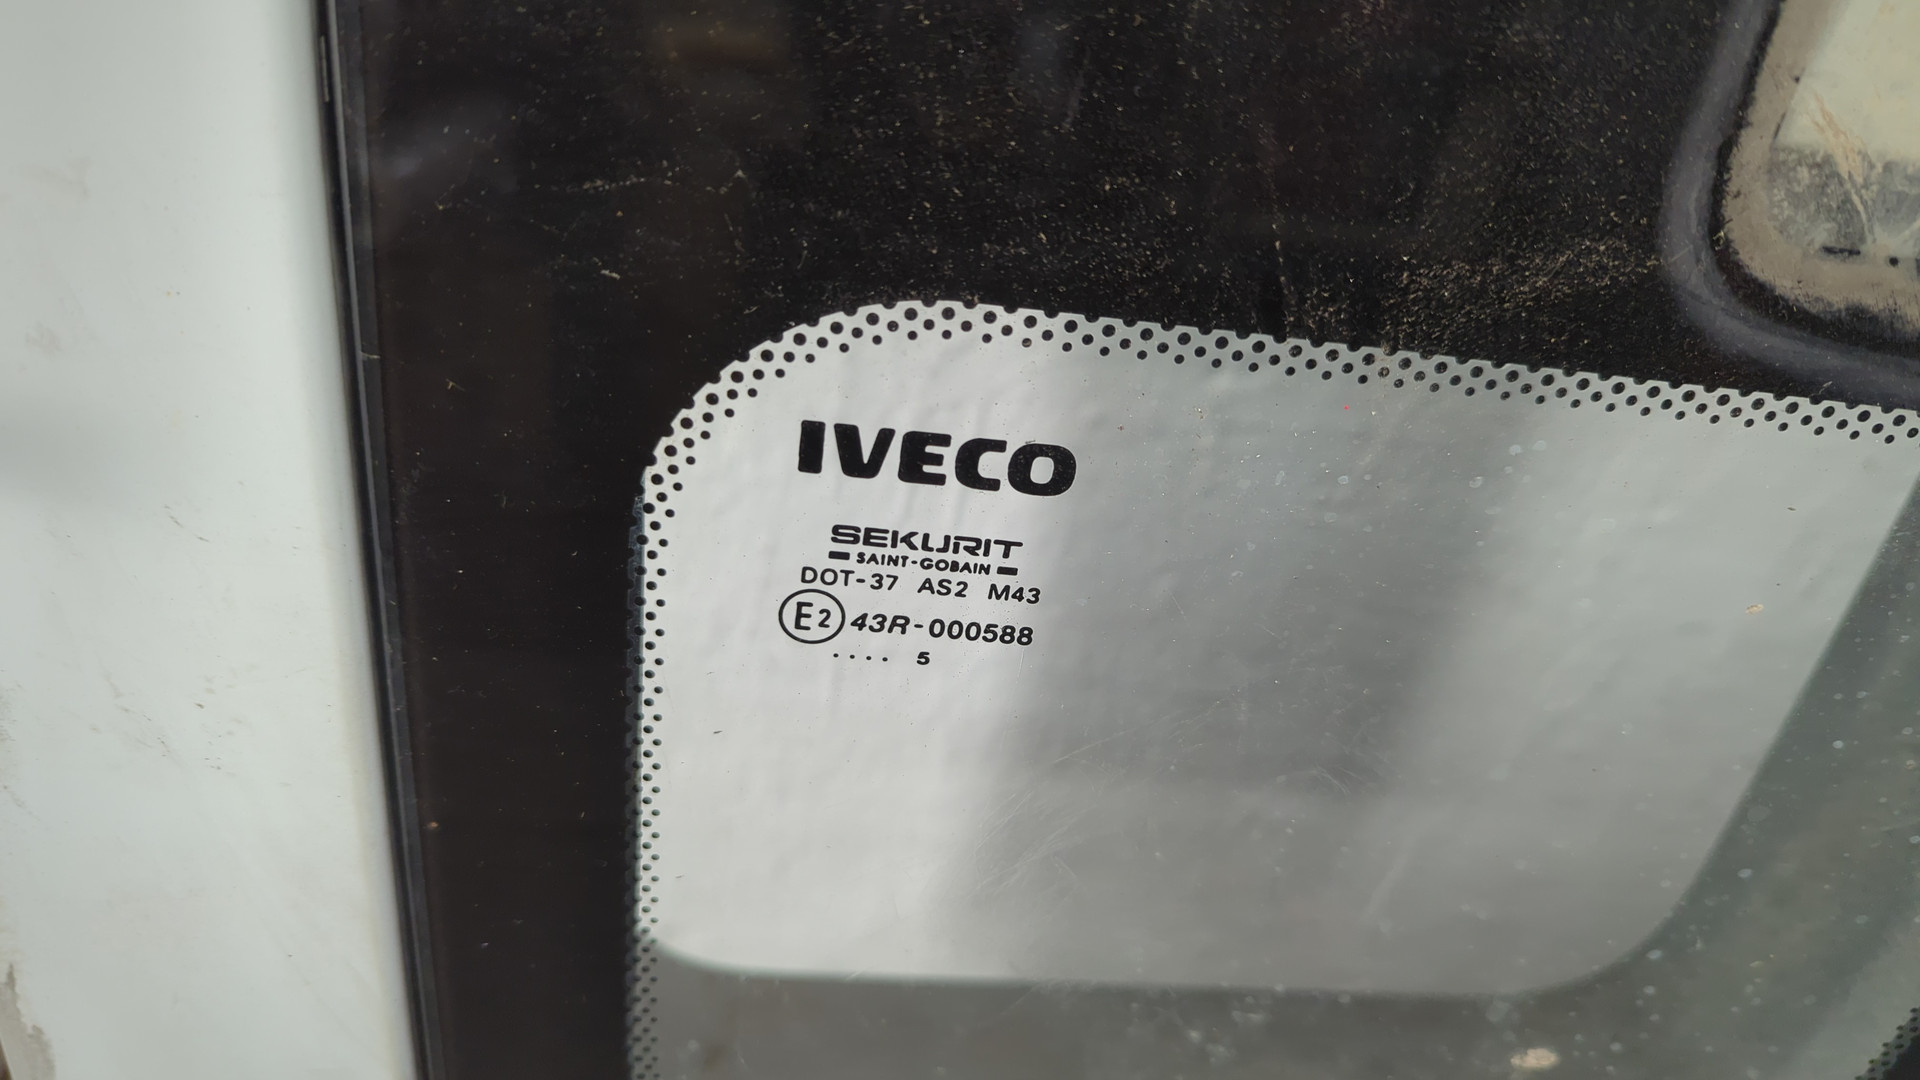 IVECO
SEKURIT
SAINT-GOBAIN
DOT-37 AS2 M43
E2 43R-000588
.... 5